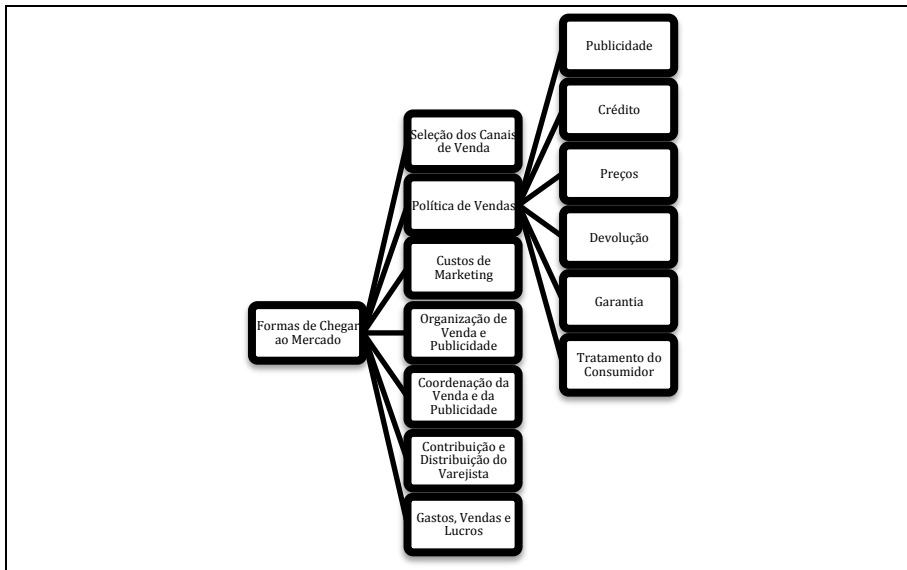 Formas de Chegar
ao Mercado
Seleção dos Canais
de Venda
Política de Vendas
Custos de
Marketing
Organização de
Venda e
Publicidade
Coordenação da
Venda e da
Publicidade
Contribuição e
Distribuição do
Varejista
Gastos, Vendas e
Lucros
Publicidade
Crédito
Preços
Devolução
Garantia
Tratamento do
Consumidor